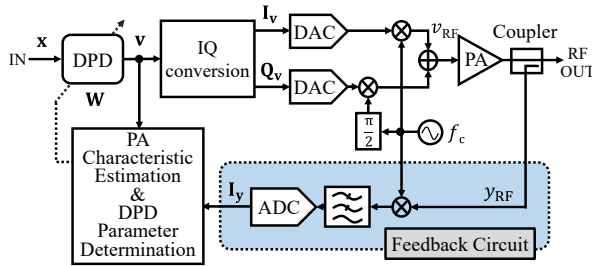 IN
x
DPD
W
v
IQ
conversion
I_v
Q_v
DAC
DAC
π
2
f_c
v_RF
PA
Coupler
RF
OUT
PA
Characteristic
Estimation
&
DPD
Parameter
Determination
I_y
ADC
y_RF
Feedback Circuit